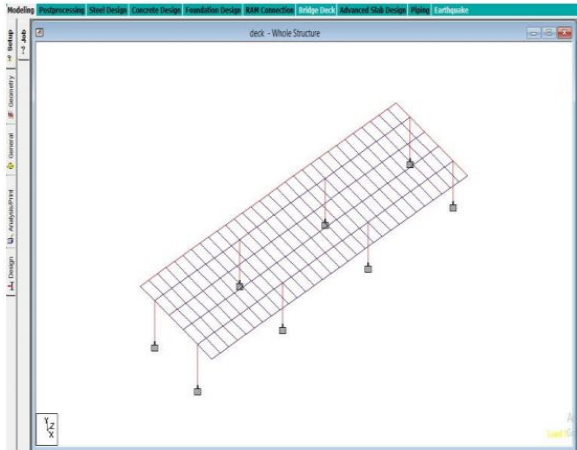 Modeling Postprocessing Steel Design Concrete Design Foundation Design RAM Connection Bridge Deck Advanced Slab Design Piping Earthquake
deck - Whole Structure
Setup
Job
Geometry
General
Analysis/Print
Design
Y
Z
X
Load